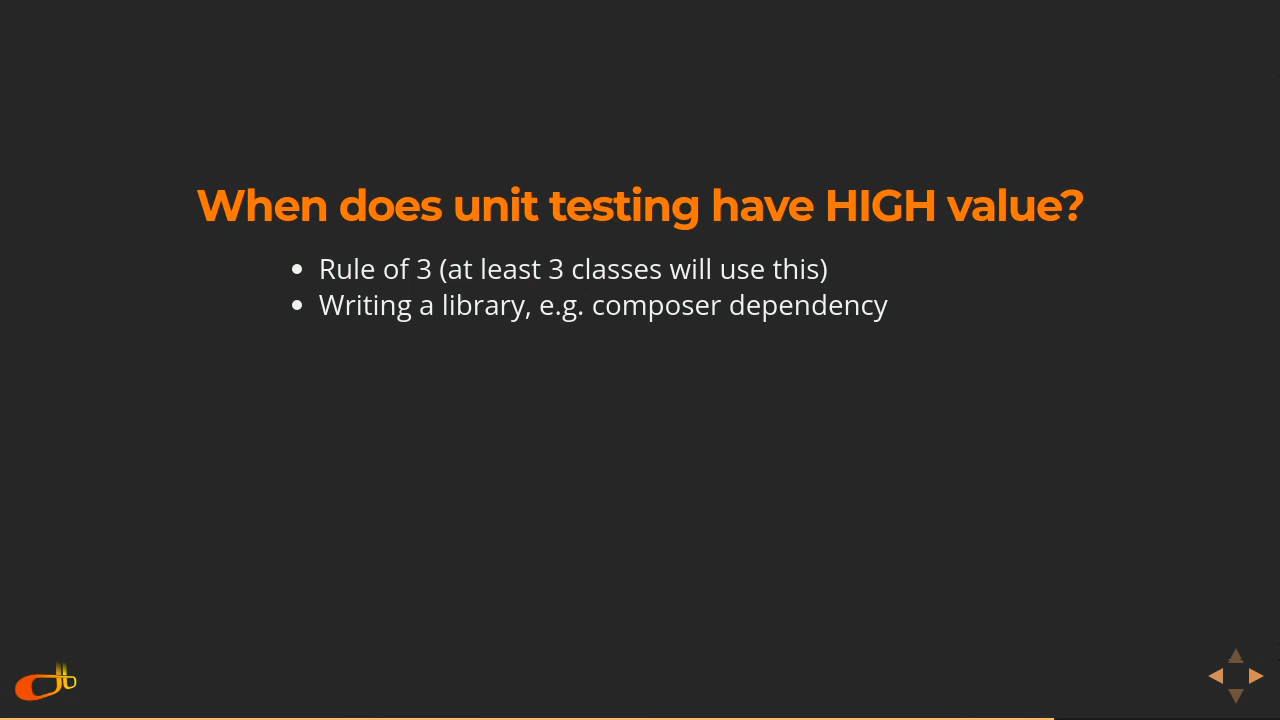 When does unit testing have HIGH value?
Rule of 3 (at least 3 classes will use this)
Writing a library, e.g. composer dependency